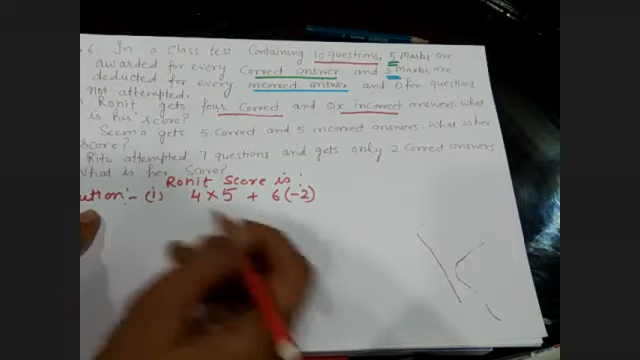 6. In a class test containing 10 questions, 5 Marks are
awarded for every correct answer and 2 Marks are
deducted for every incorrect answer and 0 for questions
not attempted.
Rohit gets four correct and six incorrect answers. what
is his score?
Seema gets 5 correct and 5 incorrect answers, what is her
score?
Ritu attempted 7 questions and gets only 2 correct answers
What is her Score?
Rohit Score is :
ution:- (i) 4 × 5 + 6(-2)